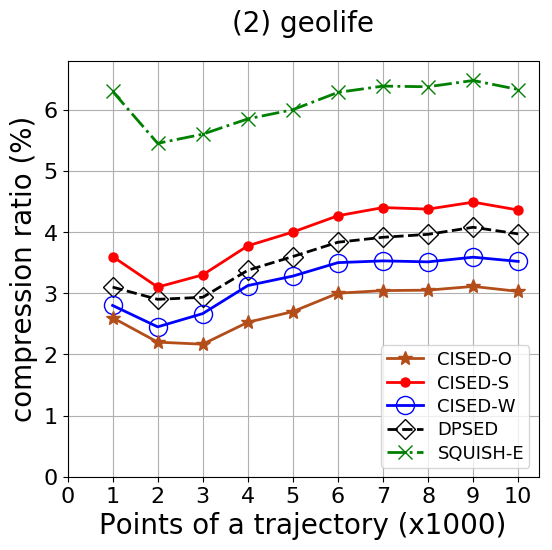 (2) geolife
compression ratio (%)
6
5
4
3
2
1
0
0 1 2 3 4 5 6 7 8 9 10
Points of a trajectory (x1000)
CISED-O
CISED-S
CISED-W
DPSED
SQUISH-E